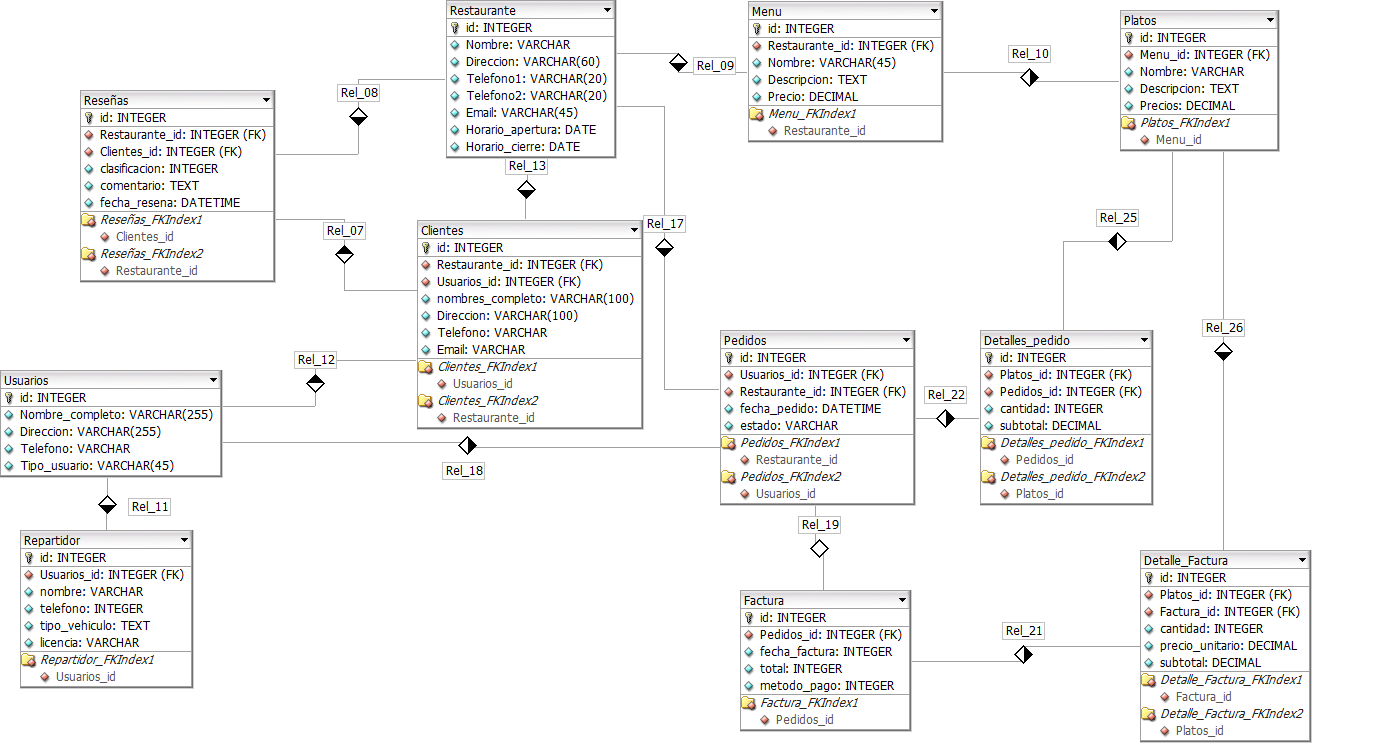 Restaurante
id: INTEGER
Nombre: VARCHAR
Direccion: VARCHAR(60)
Telefono1: VARCHAR(20)
Telefono2: VARCHAR(20)
Email: VARCHAR(45)
Horario_apertura: DATE
Horario_cierre: DATE
Menu
id: INTEGER
Restaurante_id: INTEGER (FK)
Nombre: VARCHAR(45)
Descripcion: TEXT
Precio: DECIMAL
Menu_FKIndex1
Restaurante_id
Platos
id: INTEGER
Menu_id: INTEGER (FK)
Nombre: VARCHAR
Descripcion: TEXT
Precios: DECIMAL
Platos_FKIndex1
Menu_id
Rel_09
Rel_10
Rel_08
Reseñas
id: INTEGER
Restaurante_id: INTEGER (FK)
Clientes_id: INTEGER (FK)
clasificacion: INTEGER
comentario: TEXT
fecha_resena: DATETIME
Reseñas_FKIndex1
Clientes_id
Reseñas_FKIndex2
Restaurante_id
Rel_13
Rel_07
Rel_17
Rel_25
Clientes
id: INTEGER
Restaurante_id: INTEGER (FK)
Usuarios_id: INTEGER (FK)
nombres_completo: VARCHAR(100)
Direccion: VARCHAR(100)
Telefono: VARCHAR
Email: VARCHAR
Clientes_FKIndex1
Usuarios_id
Clientes_FKIndex2
Restaurante_id
Rel_26
Rel_12
Pedidos
id: INTEGER
Usuarios_id: INTEGER (FK)
Restaurante_id: INTEGER (FK)
fecha_pedido: DATETIME
estado: VARCHAR
Pedidos_FKIndex1
Restaurante_id
Pedidos_FKIndex2
Usuarios_id
Rel_22
Detalles_pedido
id: INTEGER
Platos_id: INTEGER (FK)
Pedidos_id: INTEGER (FK)
cantidad: INTEGER
subtotal: DECIMAL
Detalles_pedido_FKIndex1
Pedidos_id
Detalles_pedido_FKIndex2
Platos_id
Usuarios
id: INTEGER
Nombre_completo: VARCHAR(255)
Direccion: VARCHAR(255)
Telefono: VARCHAR
Tipo_usuario: VARCHAR(45)
Rel_18
Rel_11
Rel_19
Repartidor
id: INTEGER
Usuarios_id: INTEGER (FK)
nombre: VARCHAR
telefono: INTEGER
tipo_vehiculo: TEXT
licencia: VARCHAR
Repartidor_FKIndex1
Usuarios_id
Factura
id: INTEGER
Pedidos_id: INTEGER (FK)
fecha_factura: INTEGER
total: INTEGER
metodo_pago: INTEGER
Factura_FKIndex1
Pedidos_id
Rel_21
Detalle_Factura
id: INTEGER
Platos_id: INTEGER (FK)
Factura_id: INTEGER (FK)
cantidad: INTEGER
precio_unitario: DECIMAL
subtotal: DECIMAL
Detalle_Factura_FKIndex1
Factura_id
Detalle_Factura_FKIndex2
Platos_id